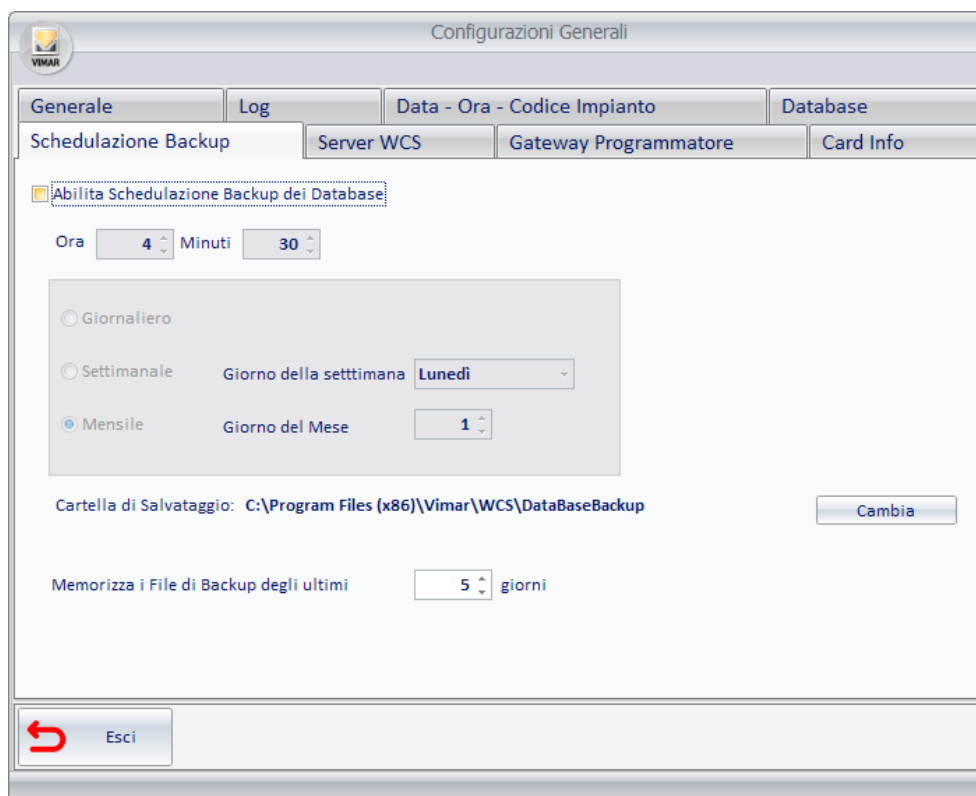 Configurazioni Generali
VIMAR
Generale Log Data - Ora - Codice Impianto Database
Schedulazione Backup Server WCS Gateway Programmatore Card Info
Abilita Schedulazione Backup dei Database
Ora 4 Minuti 30
Giornaliero
Settimanale Giorno della setttimana Lunedì
Mensile Giorno del Mese 1
Cartella di Salvataggio: C:\Program Files (x86)\Vimar\WCS\DataBaseBackup Cambia
Memorizza i File di Backup degli ultimi 5 giorni
Esci